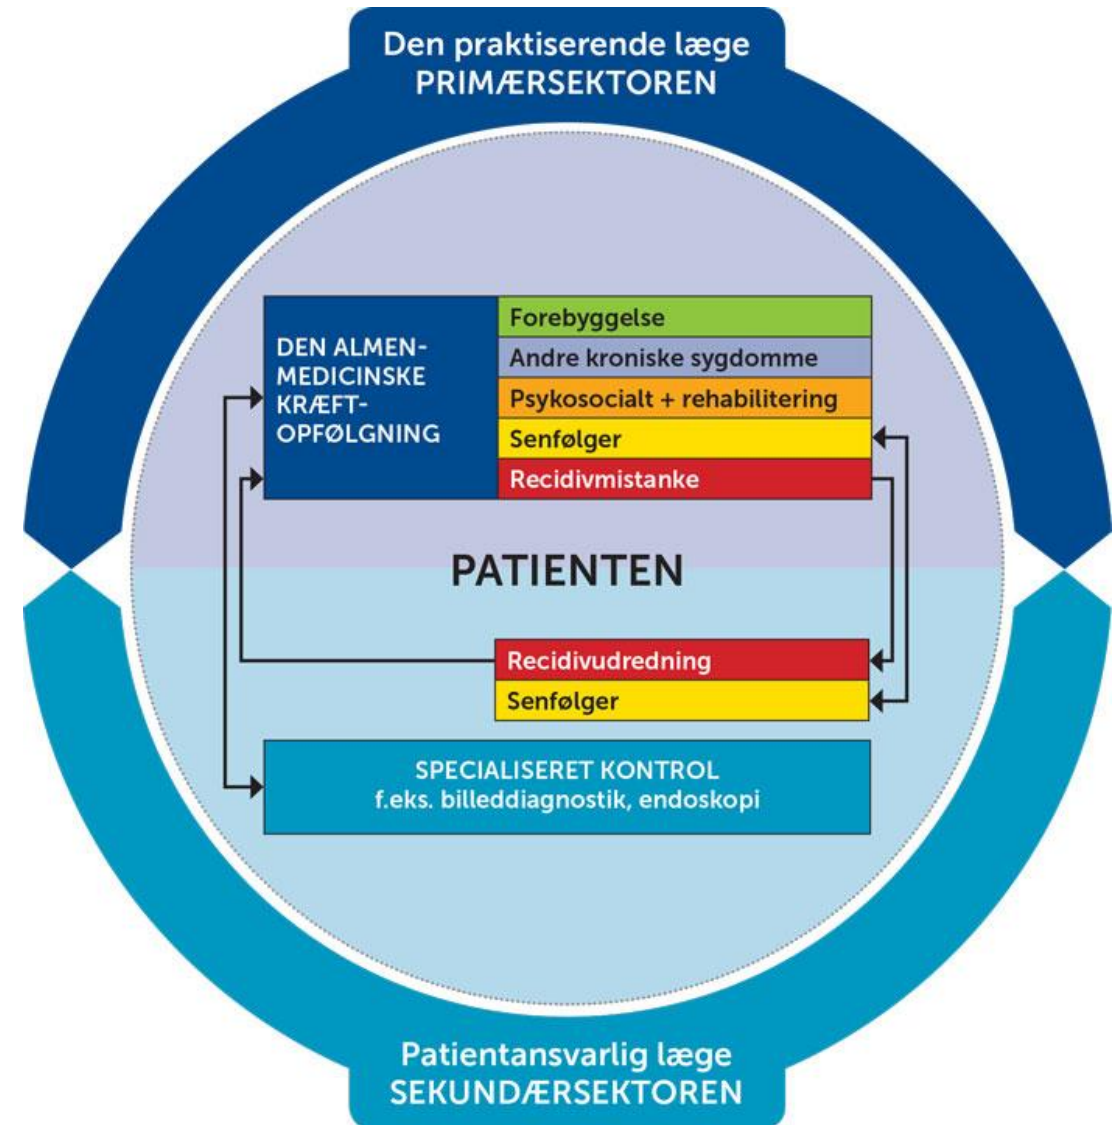 Den praktiserende læge
PRIMÆRSEKTOREN
DEN ALMEN-
MEDICINSKE
KRÆFT-
OPFØLGNING
Forebyggelse
Andre kroniske sygdomme
Psykosocialt + rehabilitering
Senfølger
Recidivmistanke
PATIENTEN
Recidivudredning
Senfølger
SPECIALISERET KONTROL
f.eks. billeddiagnostik, endoskopi
Patientansvarlig læge
SEKUNDÆRSEKTOREN